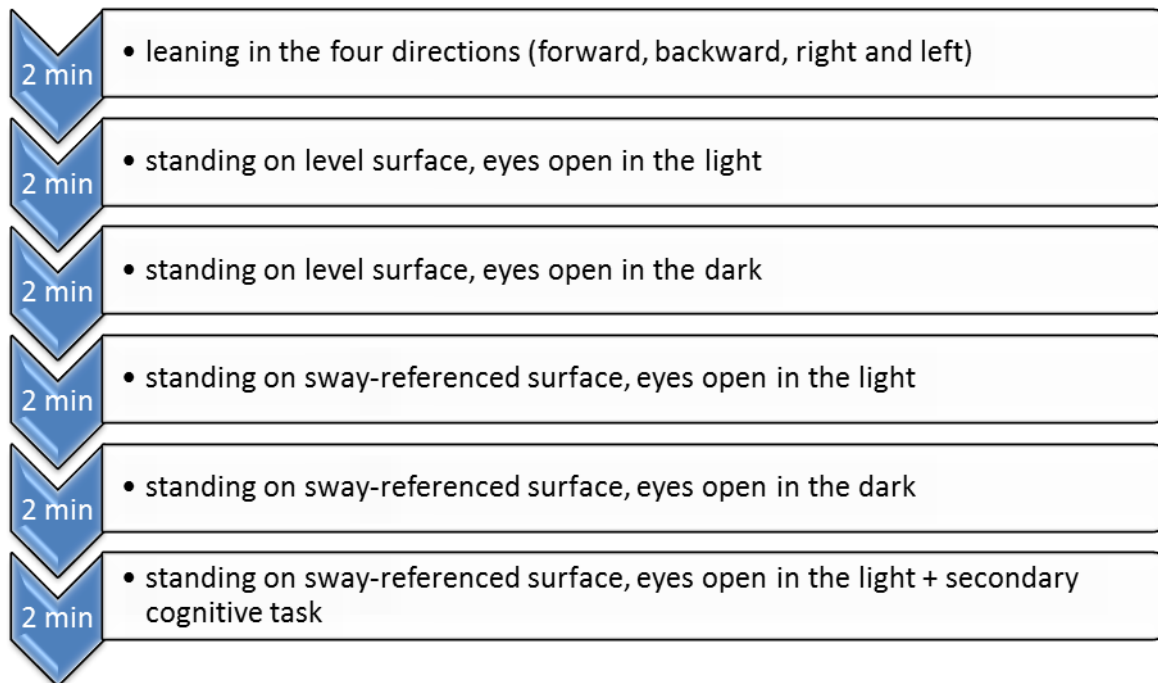 2 min
• leaning in the four directions (forward, backward, right and left)
2 min
• standing on level surface, eyes open in the light
2 min
• standing on level surface, eyes open in the dark
2 min
• standing on sway-referenced surface, eyes open in the light
2 min
• standing on sway-referenced surface, eyes open in the dark
2 min
• standing on sway-referenced surface, eyes open in the light + secondary
cognitive task